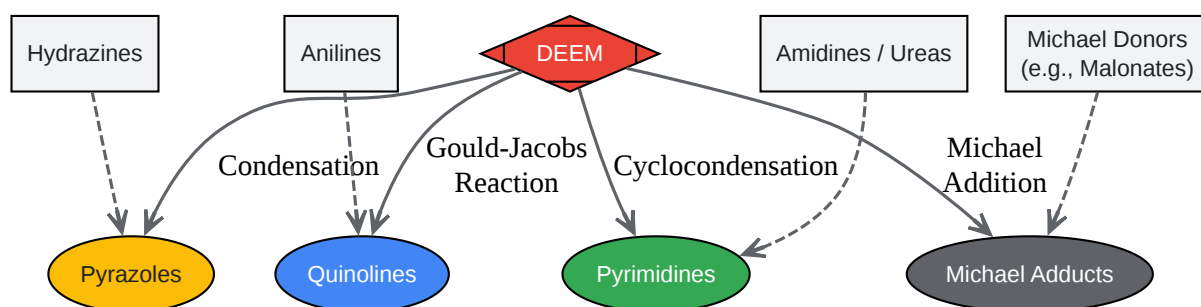 Hydrazines
Anilines
DEEM
Amidines / Ureas
Michael Donors
(e.g., Malonates)
Condensation
Gould-Jacobs
Reaction
Cyclocondensation
Michael
Addition
Pyrazoles
Quinolines
Pyrimidines
Michael Adducts